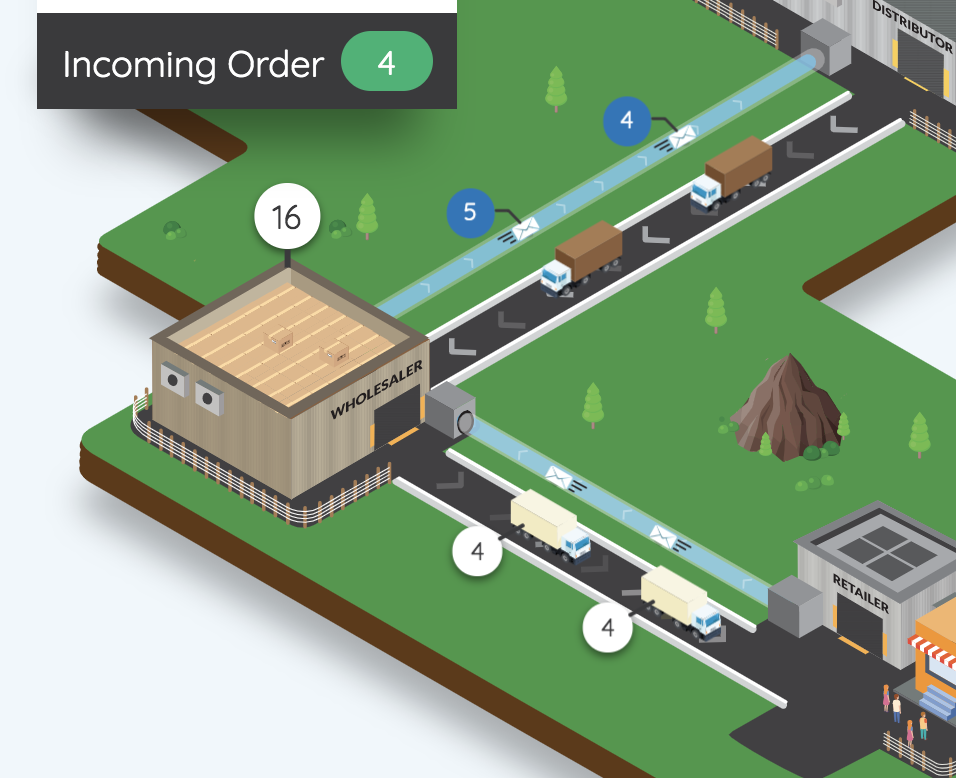 DISTRIBUTOR
Incoming Order 4
4
5
16
WHOLESALER
4
4
RETAILER